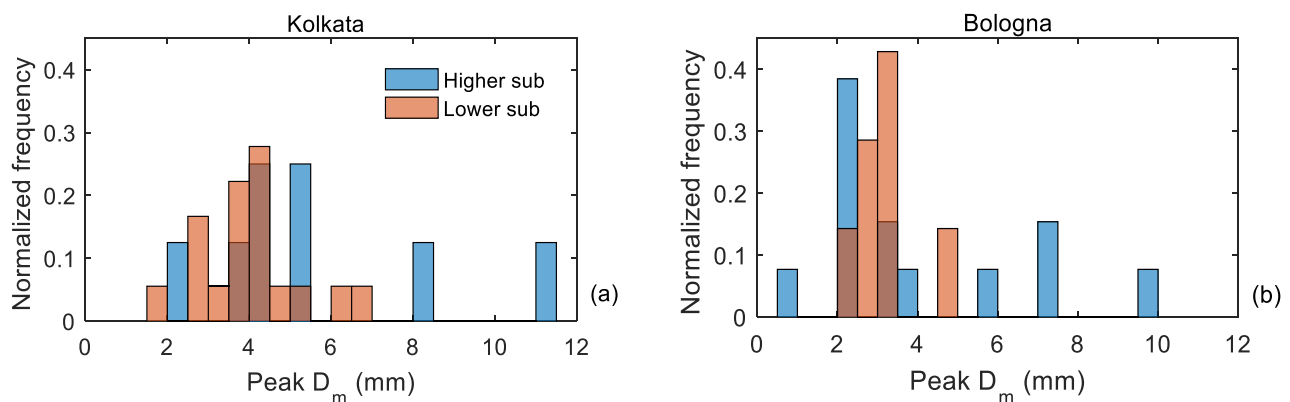 Kolkata
Normalized frequency
0.4
0.3
0.2
0.1
0
Higher sub
Lower sub
0 2 4 6 8 10 12
Peak Dm (mm)
(a)
Bologna
Normalized frequency
0.4
0.3
0.2
0.1
0
0 2 4 6 8 10 12
Peak Dm (mm)
(b)